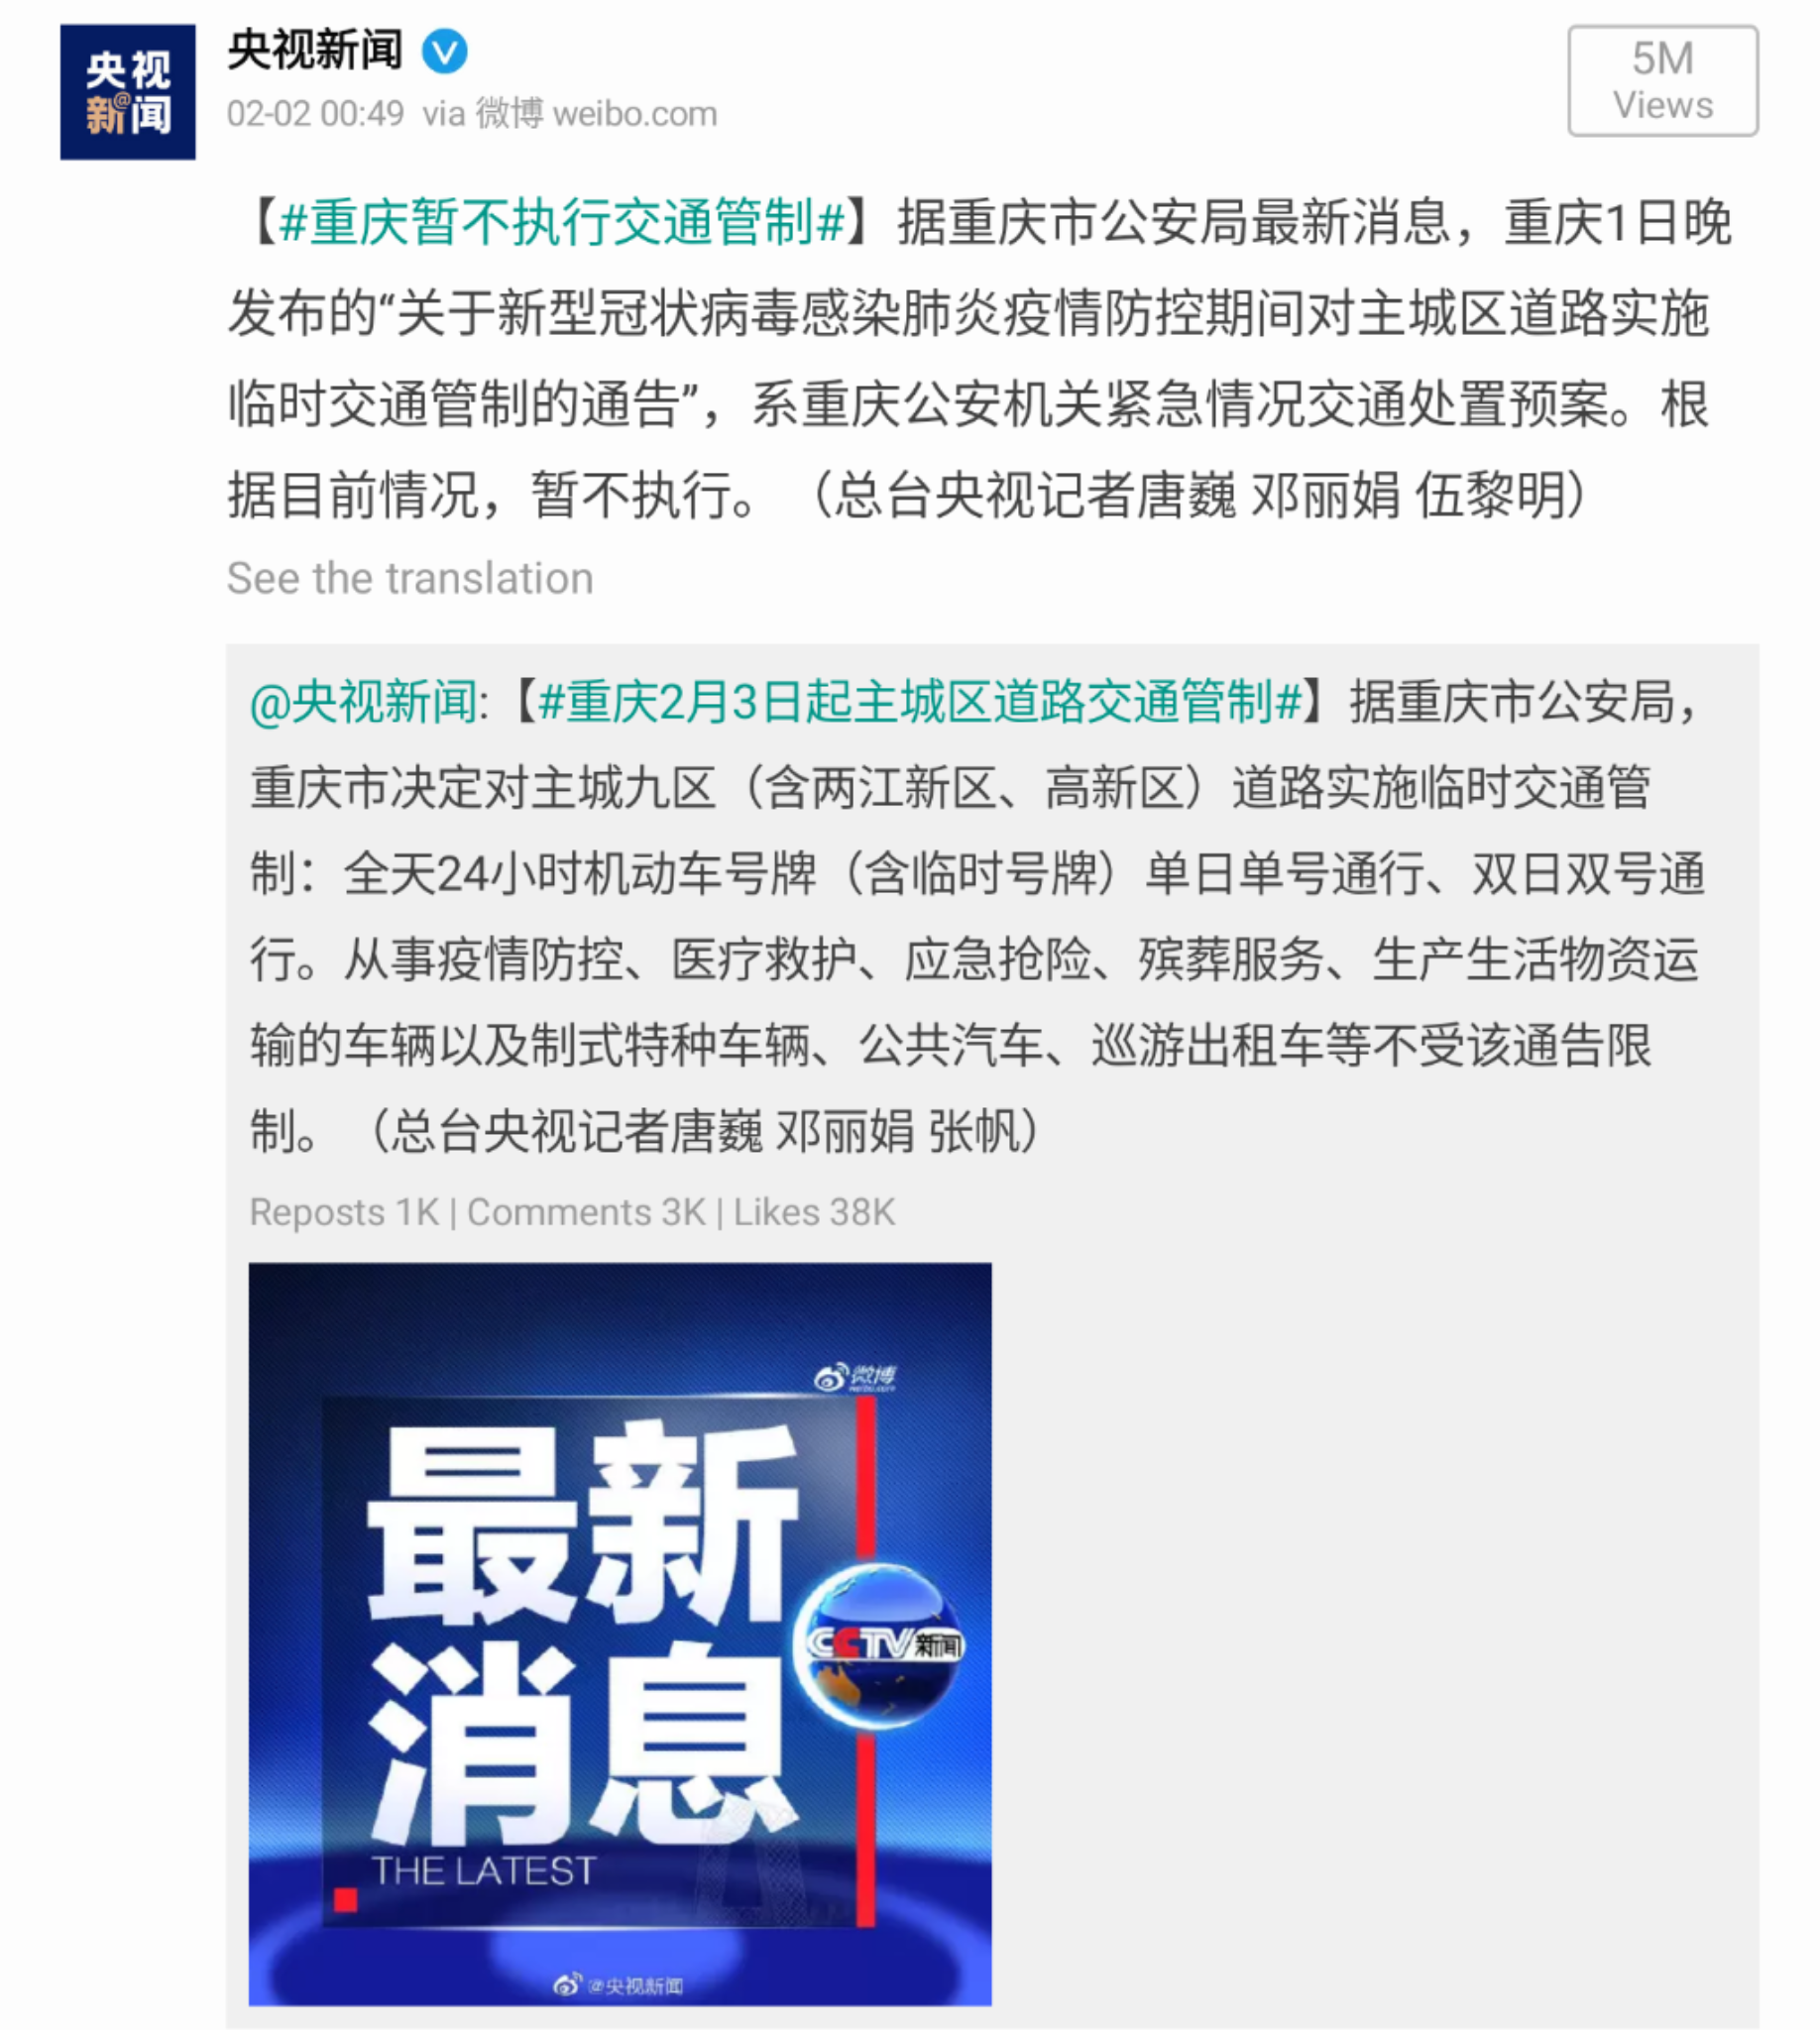 央视
新@闻
央视新闻
5M
Views
02-02 00:49 via 微博 weibo.com
【#重庆暂不执行交通管制#】据重庆市公安局最新消息，重庆1日晚
发布的“关于新型冠状病毒感染肺炎疫情防控期间对主城区道路实施
临时交通管制的通告”，系重庆公安机关紧急情况交通处置预案。根
据目前情况，暂不执行。（总台央视记者唐巍 邓丽娟 伍黎明）
See the translation
@央视新闻:【#重庆2月3日起主城区道路交通管制#】据重庆市公安局，
重庆市决定对主城九区（含两江新区、高新区）道路实施临时交通管
制：全天24小时机动车号牌（含临时号牌）单日单号通行、双日双号通
行。从事疫情防控、医疗救护、应急抢险、殡葬服务、生产生活物资运
输的车辆以及制式特种车辆、公共汽车、巡游出租车等不受该通告限
制。（总台央视记者唐巍 邓丽娟 张帆）
Reposts 1K | Comments 3K | Likes 38K
微博
weibo.com
最新
消息
CCTV新闻
THE LATEST
@央视新闻